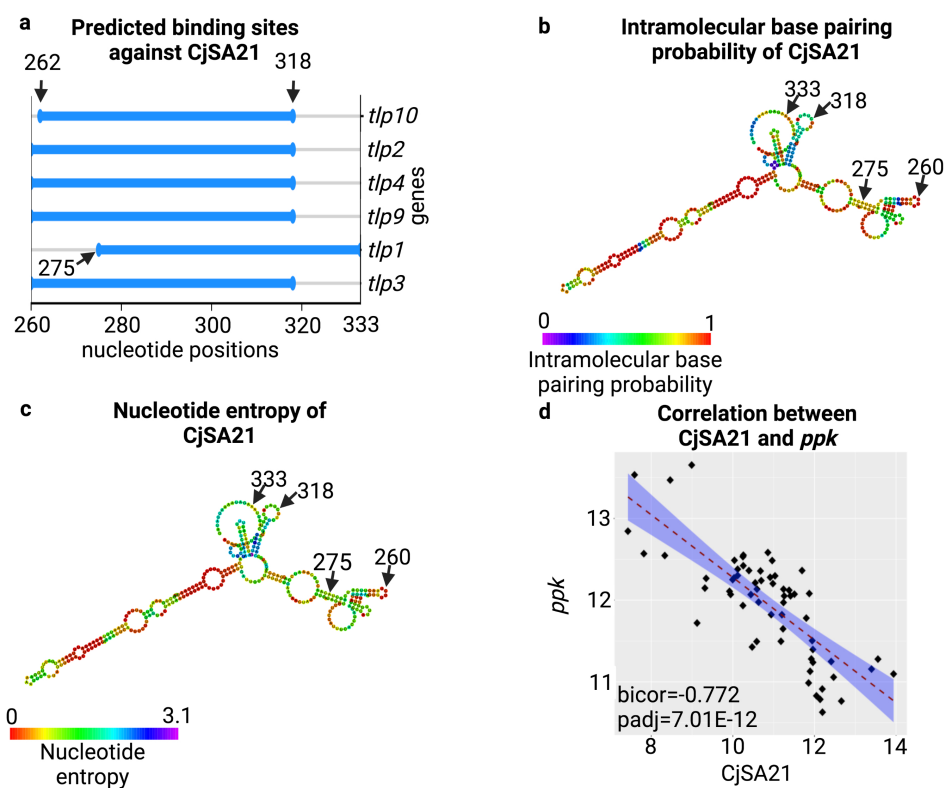 a
Predicted binding sites
against CjSA21
262
318
tlp10
tlp2
tlp4
tlp9
tlp1
tlp3
genes
275
260
280
300
320
333
nucleotide positions
b
Intramolecular base pairing
probability of CjSA21
333
318
275
260
0
1
Intramolecular base
pairing probability
c
Nucleotide entropy of
CjSA21
333
318
275
260
0
3.1
Nucleotide
entropy
d
Correlation between
CjSA21 and ppk
13
12
11
ppk
bicor=-0.772
padj=7.01E-12
8
10
12
14
CjSA21